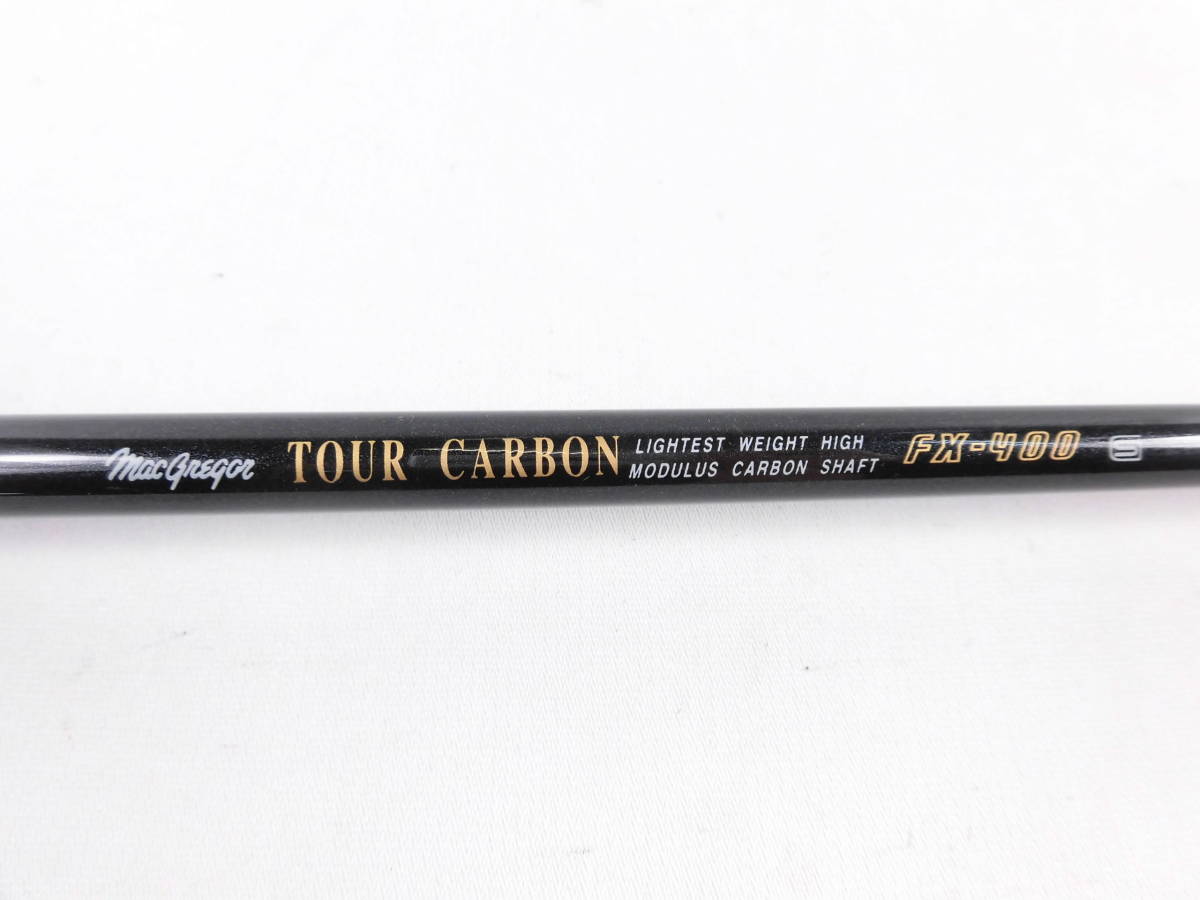 MacGregor
TOUR CARBON
LIGHTEST WEIGHT HIGH
MODULUS CARBON SHAFT
FX-400
S